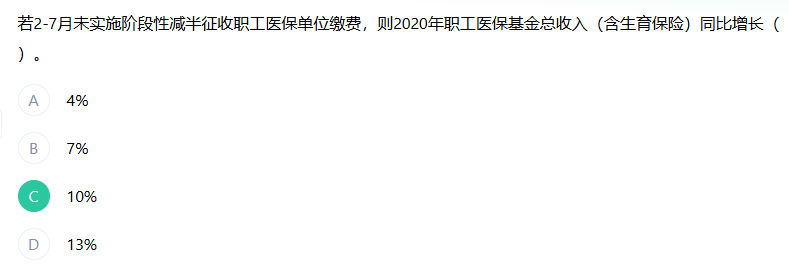 若2-7月未实施阶段性减半征收职工医保单位缴费，则2020年职工医保基金总收入（含生育保险）同比增长（
）。
A 4%
B 7%
C 10%
D 13%